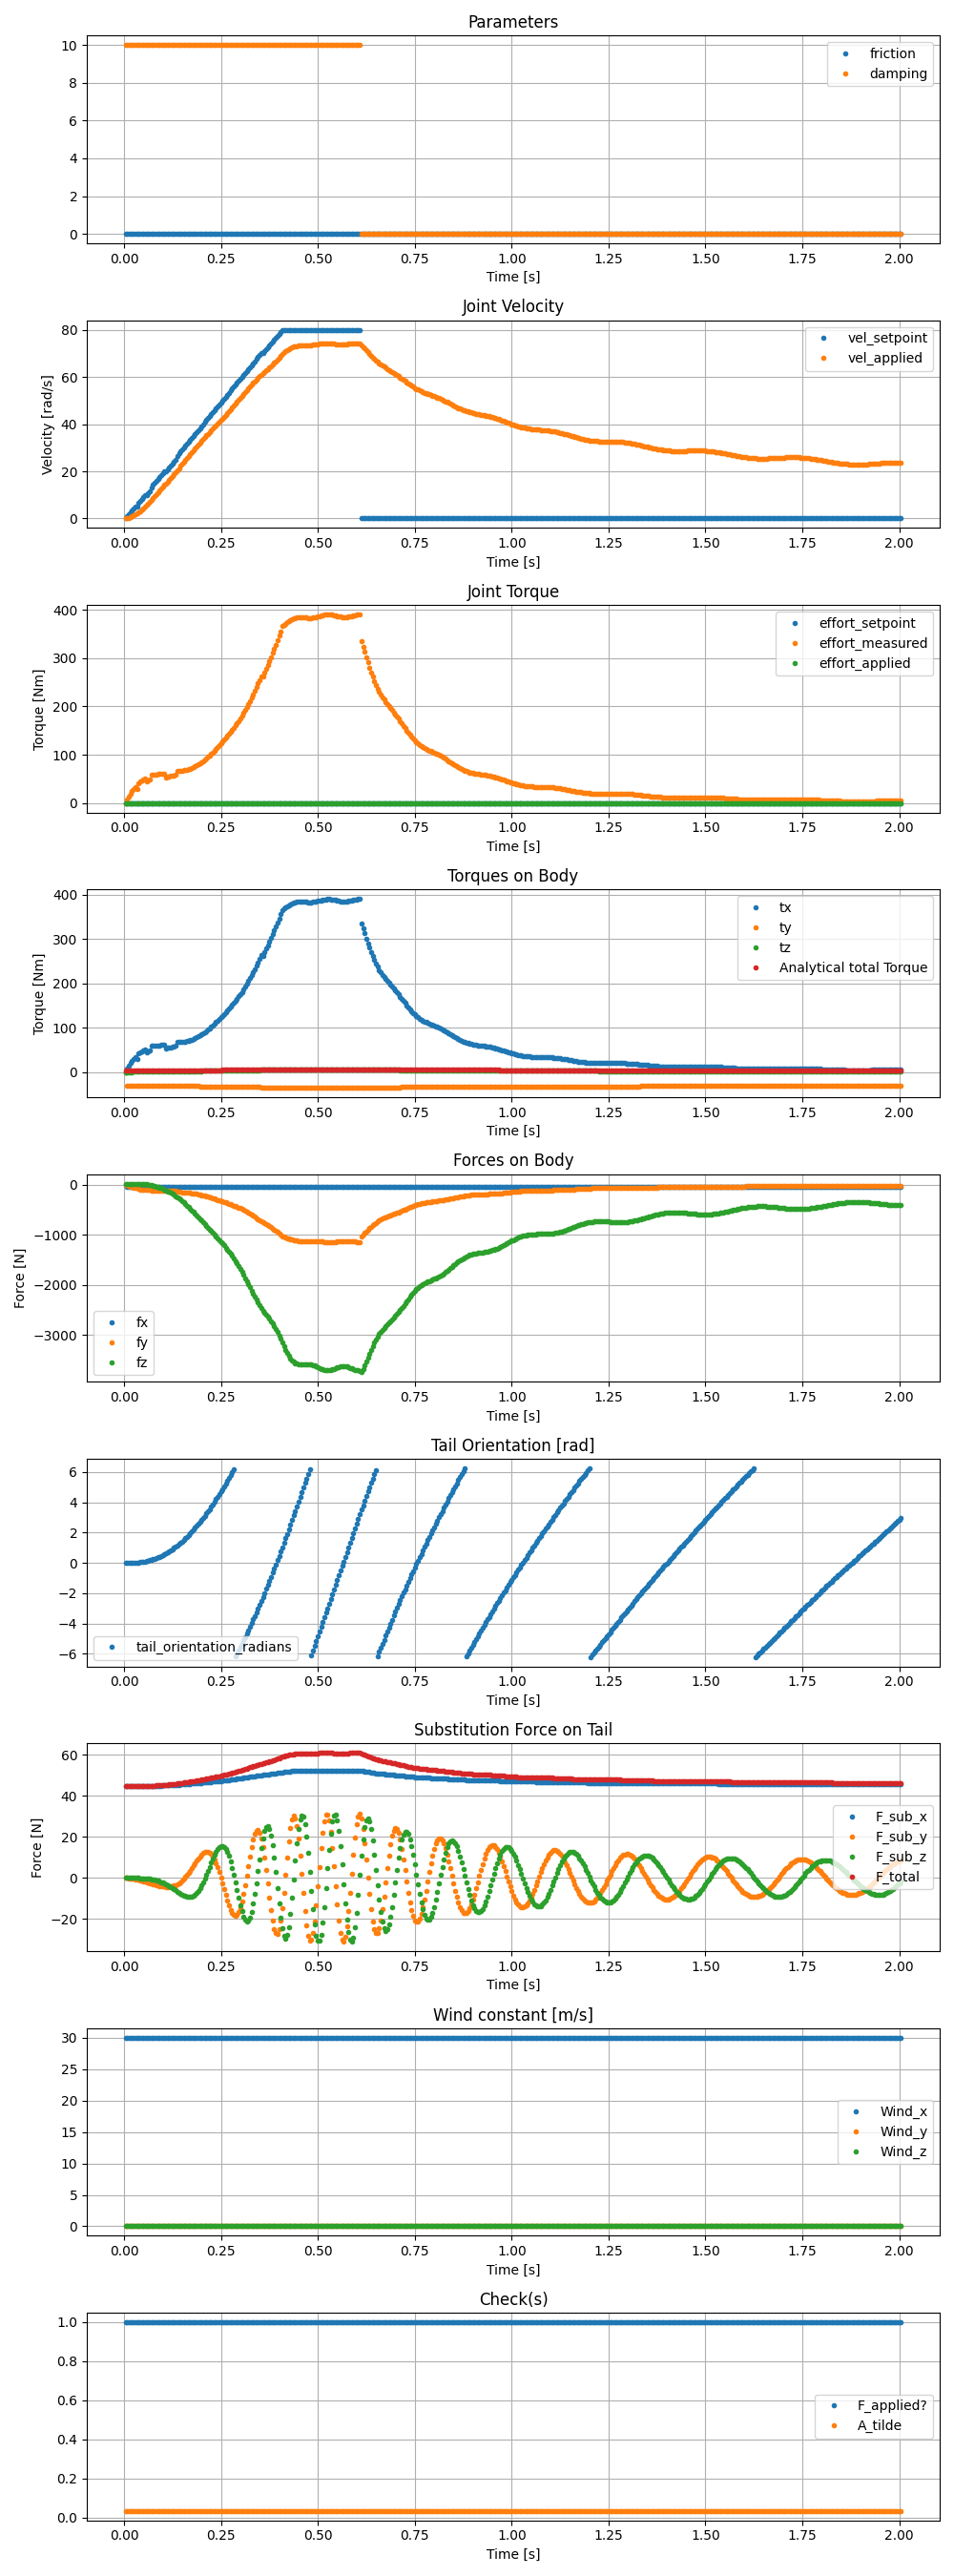 Parameters
10
8
6
4
2
0
friction
damping
0.00 0.25 0.50 0.75 1.00 1.25 1.50 1.75 2.00
Time [s]
Joint Velocity
Velocity [rad/s]
80
60
40
20
0
vel_setpoint
vel_applied
0.00 0.25 0.50 0.75 1.00 1.25 1.50 1.75 2.00
Time [s]
Joint Torque
Torque [Nm]
400
300
200
100
0
effort_setpoint
effort_measured
effort_applied
0.00 0.25 0.50 0.75 1.00 1.25 1.50 1.75 2.00
Time [s]
Torques on Body
Torque [Nm]
400
300
200
100
0
tx
ty
tz
Analytical total Torque
0.00 0.25 0.50 0.75 1.00 1.25 1.50 1.75 2.00
Time [s]
Forces on Body
Force [N]
0
−1000
−2000
−3000
fx
fy
fz
0.00 0.25 0.50 0.75 1.00 1.25 1.50 1.75 2.00
Time [s]
Tail Orientation [rad]
6
4
2
0
−2
−4
−6
tail_orientation_radians
0.00 0.25 0.50 0.75 1.00 1.25 1.50 1.75 2.00
Time [s]
Substitution Force on Tail
Force [N]
60
40
20
0
−20
F_sub_x
F_sub_y
F_sub_z
F_total
0.00 0.25 0.50 0.75 1.00 1.25 1.50 1.75 2.00
Time [s]
Wind constant [m/s]
30
25
20
15
10
5
0
Wind_x
Wind_y
Wind_z
0.00 0.25 0.50 0.75 1.00 1.25 1.50 1.75 2.00
Time [s]
Check(s)
1.0
0.8
0.6
0.4
0.2
0.0
F_applied?
A_tilde
0.00 0.25 0.50 0.75 1.00 1.25 1.50 1.75 2.00
Time [s]